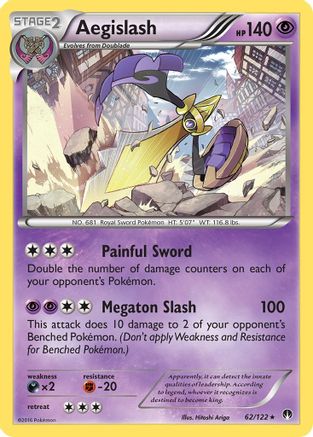 STAGE2
Aegislash
HP140
Evolves from Doublade
NO. 681 Royal Sword Pokémon HT: 5'07" WT: 116.8 lbs.
Painful Sword
Double the number of damage counters on each of
your opponent's Pokémon.
Megaton Slash 100
This attack does 10 damage to 2 of your opponent's
Benched Pokémon. (Don't apply Weakness and Resistance
for Benched Pokémon.)
weakness
×2
resistance
-20
retreat
Apparently, it can detect the innate
qualities of leadership. According
to legend, whoever it recognizes is
destined to become king.
Illus. Hitoshi Ariga
62/122 ★
©2016 Pokémon